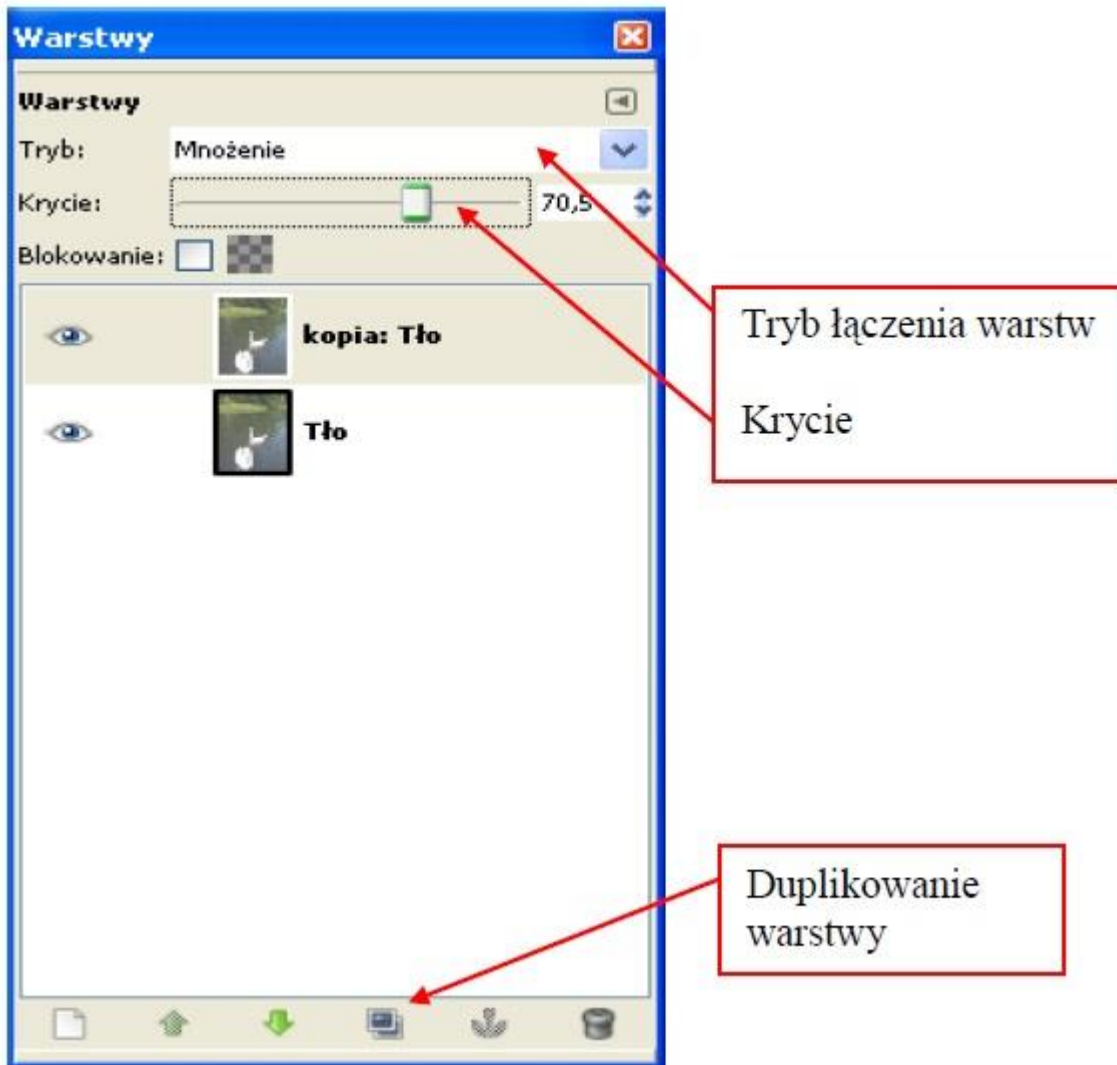 Warstwy
Warstwy
Tryb: Mnożenie
Krycie: 70,5
Blokowanie:
kopia: Tło
Tło
Tryb łączenia warstw
Krycie
Duplikowanie
warstwy